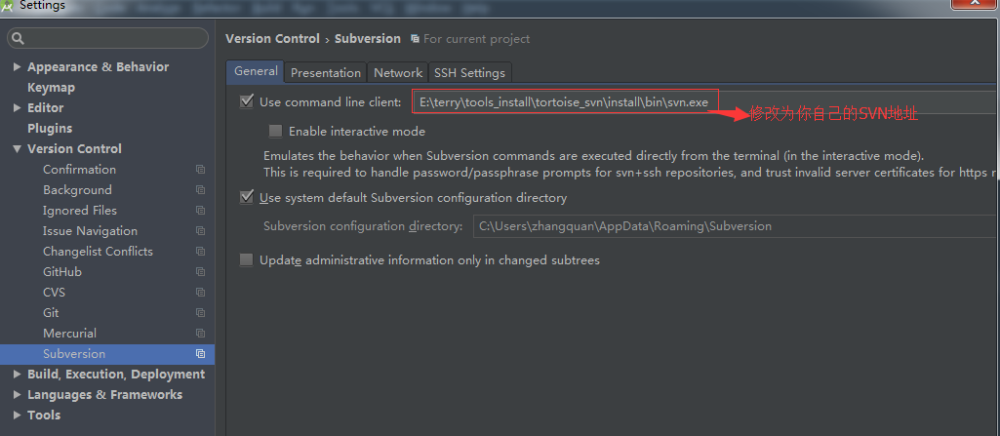 Settings
Version Control › Subversion For current project
Appearance & Behavior
Keymap
Editor
Plugins
Version Control
Confirmation
Background
Ignored Files
Issue Navigation
Changelist Conflicts
GitHub
CVS
Git
Mercurial
Subversion
Build, Execution, Deployment
Languages & Frameworks
Tools
General Presentation Network SSH Settings
Use command line client: E:\terry\tools_install\tortoise_svn\install\bin\svn.exe
修改为你自己的SVN地址
Enable interactive mode
Emulates the behavior when Subversion commands are executed directly from the terminal (in the interactive mode).
This is required to handle password/passphrase prompts for svn+ssh repositories, and trust invalid server certificates for https r
Use system default Subversion configuration directory
Subversion configuration directory: C:\Users\zhangquan\AppData\Roaming\Subversion
Update administrative information only in changed subtrees